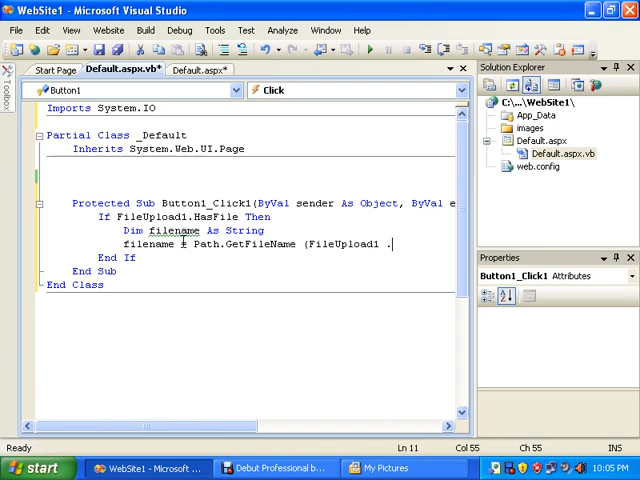 WebSite1 - Microsoft Visual Studio
File Edit View Website Build Debug Tools Test Analyze Window Help
Start Page Default.aspx.vb* Default.aspx*
Solution Explorer
Toolbox
Button1 Click
C:\...\WebSite1\
App_Data
images
Default.aspx
Default.aspx.vb
web.config
Imports System.IO
Partial Class _Default
Inherits System.Web.UI.Page
Protected Sub Button1_Click1(ByVal sender As Object, ByVal e
If FileUpload1.HasFile Then
Dim filename As String
filename = Path.GetFileName (FileUpload1 .
End If
End Sub
End Class
Properties
Button1_Click1 Attributes
Ready Ln 11 Col 55 Ch 55 INS
start WebSite1 - Microsoft ... Debut Professional b... My Pictures 10:05 PM